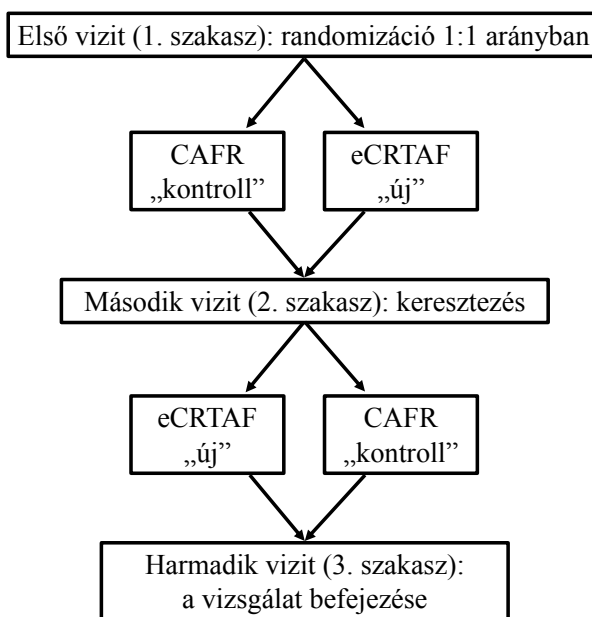 Első vizit (1. szakasz): randomizáció 1:1 arányban
CAFR
„kontroll”
eCRTAF
„új”
Második vizit (2. szakasz): keresztezés
eCRTAF
„új”
CAFR
„kontroll”
Harmadik vizit (3. szakasz):
a vizsgálat befejezése